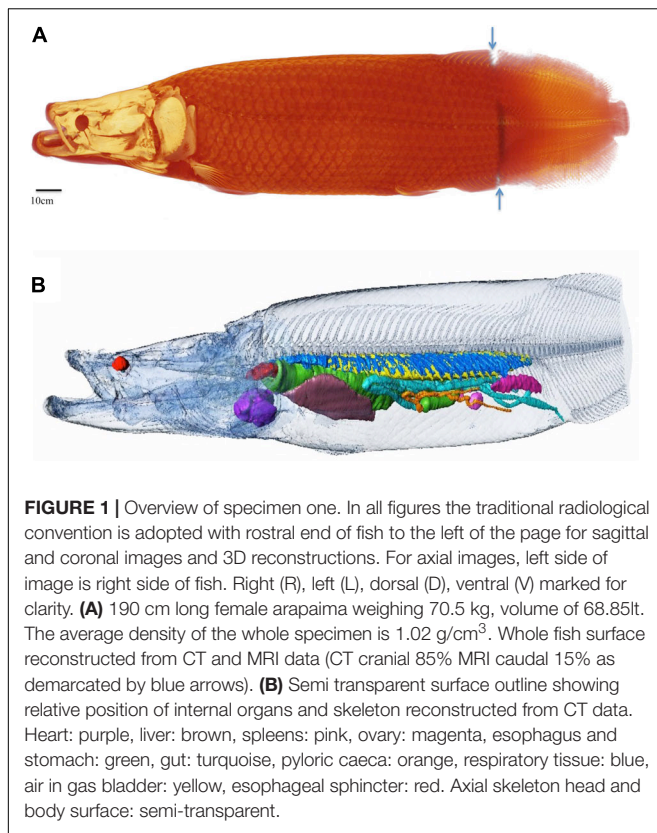 A
10cm
B
FIGURE 1 | Overview of specimen one. In all figures the traditional radiological
convention is adopted with rostral end of fish to the left of the page for sagittal
and coronal images and 3D reconstructions. For axial images, left side of
image is right side of fish. Right (R), left (L), dorsal (D), ventral (V) marked for
clarity. (A) 190 cm long female arapaima weighing 70.5 kg, volume of 68.85lt.
The average density of the whole specimen is 1.02 g/cm³. Whole fish surface
reconstructed from CT and MRI data (CT cranial 85% MRI caudal 15% as
demarcated by blue arrows). (B) Semi transparent surface outline showing
relative position of internal organs and skeleton reconstructed from CT data.
Heart: purple, liver: brown, spleens: pink, ovary: magenta, esophagus and
stomach: green, gut: turquoise, pyloric caeca: orange, respiratory tissue: blue,
air in gas bladder: yellow, esophageal sphincter: red. Axial skeleton head and
body surface: semi-transparent.